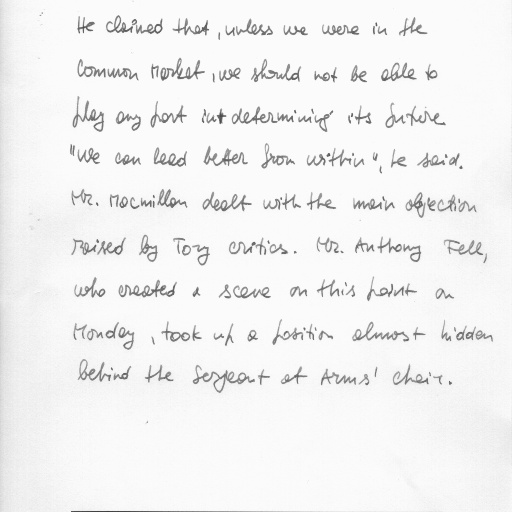 He claimed that, unless we were in the
Common Market, we should not be able to
play any part int determining its future
"We can lead better from within", he said.
Mr. Macmillan dealt with the main objection
raised by Tory critics. Mr. Anthony Fell,
who created a scene on this point on
Monday, took up a position almost hidden
behind the Serjeant at Arms' chair.